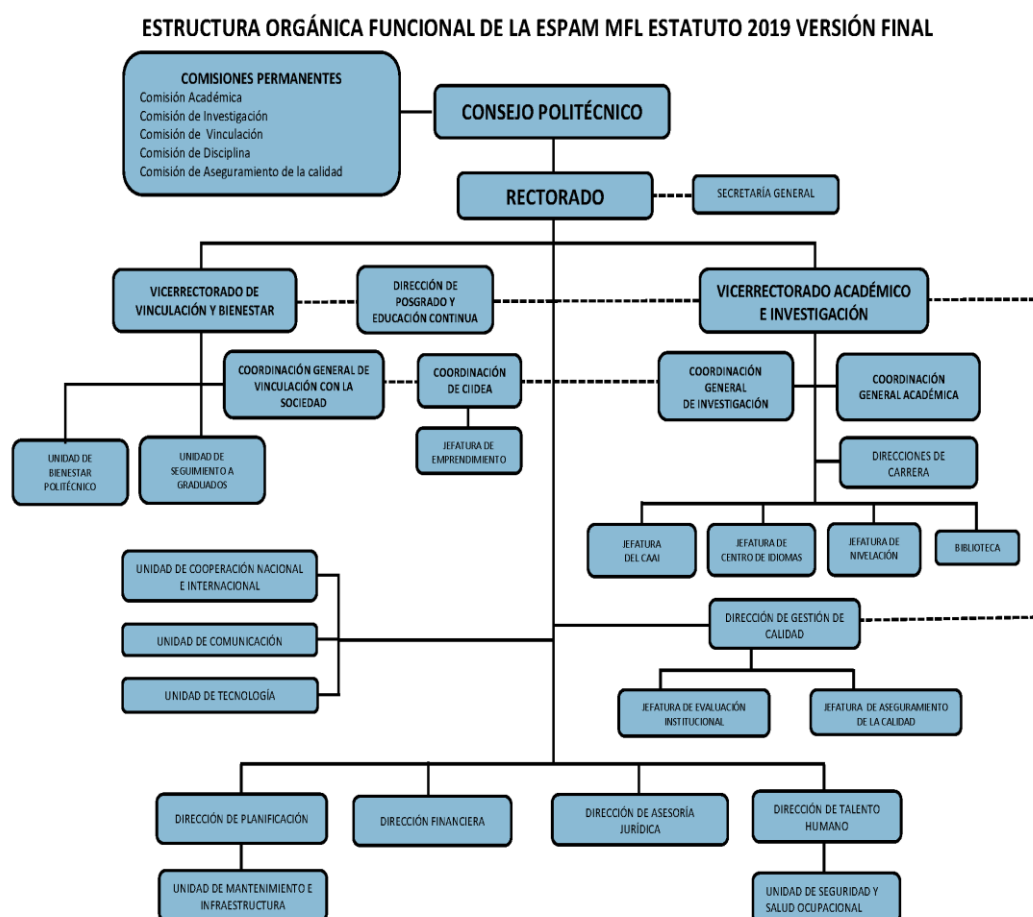 ESTRUCTURA ORGÁNICA FUNCIONAL DE LA ESPAM MFL ESTATUTO 2019 VERSIÓN FINAL
COMISIONES PERMANENTES
Comisión Académica
Comisión de Investigación
Comisión de Vinculación
Comisión de Disciplina
Comisión de Aseguramiento de la calidad
CONSEJO POLITÉCNICO
RECTORADO
SECRETARÍA GENERAL
VICERRECTORADO DE
VINCULACIÓN Y BIENESTAR
DIRECCIÓN DE
POSGRADO Y
EDUCACIÓN CONTINUA
VICERRECTORADO ACADÉMICO
E INVESTIGACIÓN
COORDINACIÓN GENERAL DE
VINCULACIÓN CON LA
SOCIEDAD
COORDINACIÓN
DE CIIDEA
COORDINACIÓN
GENERAL
DE INVESTIGACIÓN
COORDINACIÓN
GENERAL ACADÉMICA
UNIDAD DE
BIENESTAR
POLITÉCNICO
UNIDAD DE
SEGUIMIENTO A
GRADUADOS
JEFATURA DE
EMPRENDIMIENTO
DIRECCIONES DE
CARRERA
JEFATURA
DEL CAAI
JEFATURA DE
CENTRO DE IDIOMAS
JEFATURA DE
NIVELACIÓN
BIBLIOTECA
UNIDAD DE COOPERACIÓN NACIONAL
E INTERNACIONAL
UNIDAD DE COMUNICACIÓN
UNIDAD DE TECNOLOGÍA
DIRECCIÓN DE GESTIÓN DE
CALIDAD
JEFATURA DE EVALUACIÓN
INSTITUCIONAL
JEFATURA DE ASEGURAMIENTO
DE LA CALIDAD
DIRECCIÓN DE PLANIFICACIÓN
DIRECCIÓN FINANCIERA
DIRECCIÓN DE ASESORÍA
JURÍDICA
DIRECCIÓN DE TALENTO
HUMANO
UNIDAD DE MANTENIMIENTO E
INFRAESTRUCTURA
UNIDAD DE SEGURIDAD Y
SALUD OCUPACIONAL